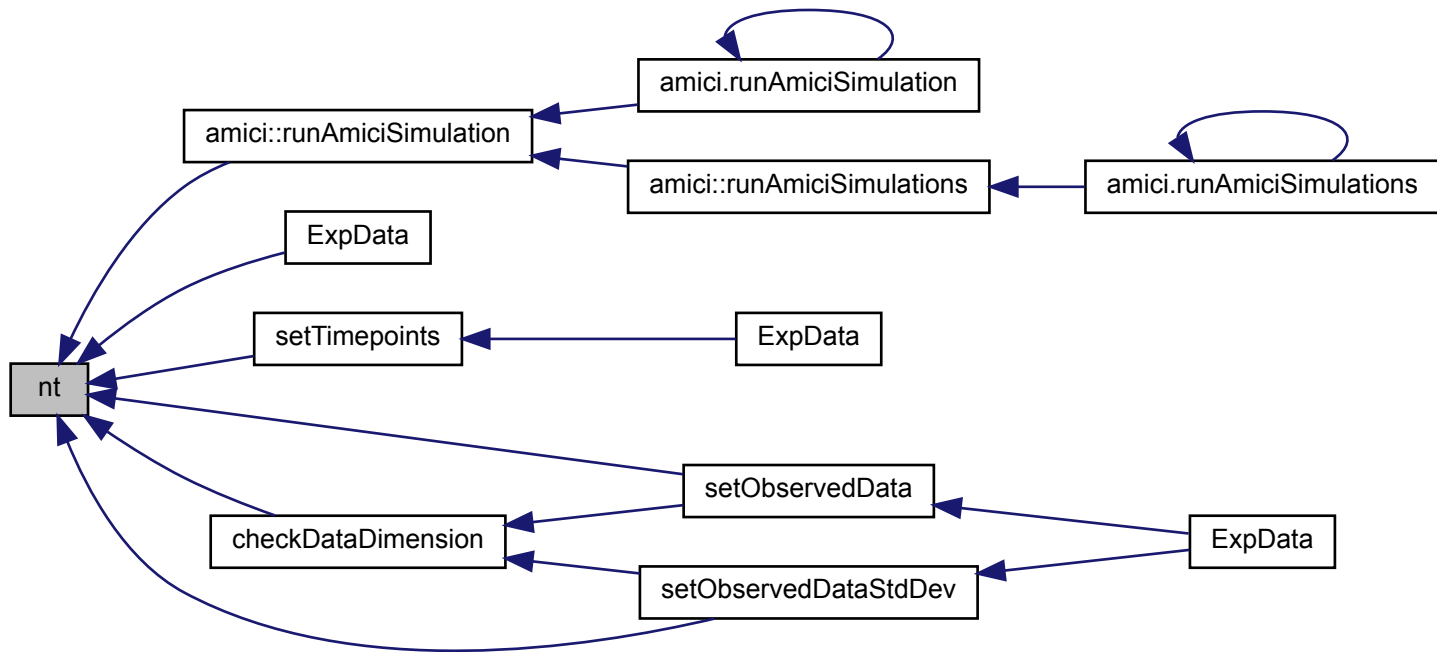 amici.runAmiciSimulation
amici::runAmiciSimulation
amici::runAmiciSimulations
amici.runAmiciSimulations
ExpData
setTimepoints
ExpData
nt
setObservedData
checkDataDimension
ExpData
setObservedDataStdDev